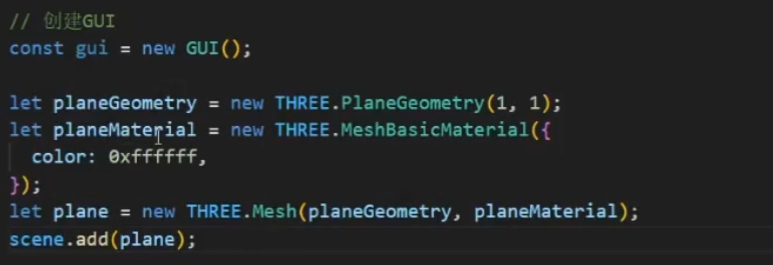 // 创建GUI
const gui = new GUI();
let planeGeometry = new THREE.PlaneGeometry(1, 1);
let planeMaterial = new THREE.MeshBasicMaterial({
color: 0xffffff,
});
let plane = new THREE.Mesh(planeGeometry, planeMaterial);
scene.add(plane);